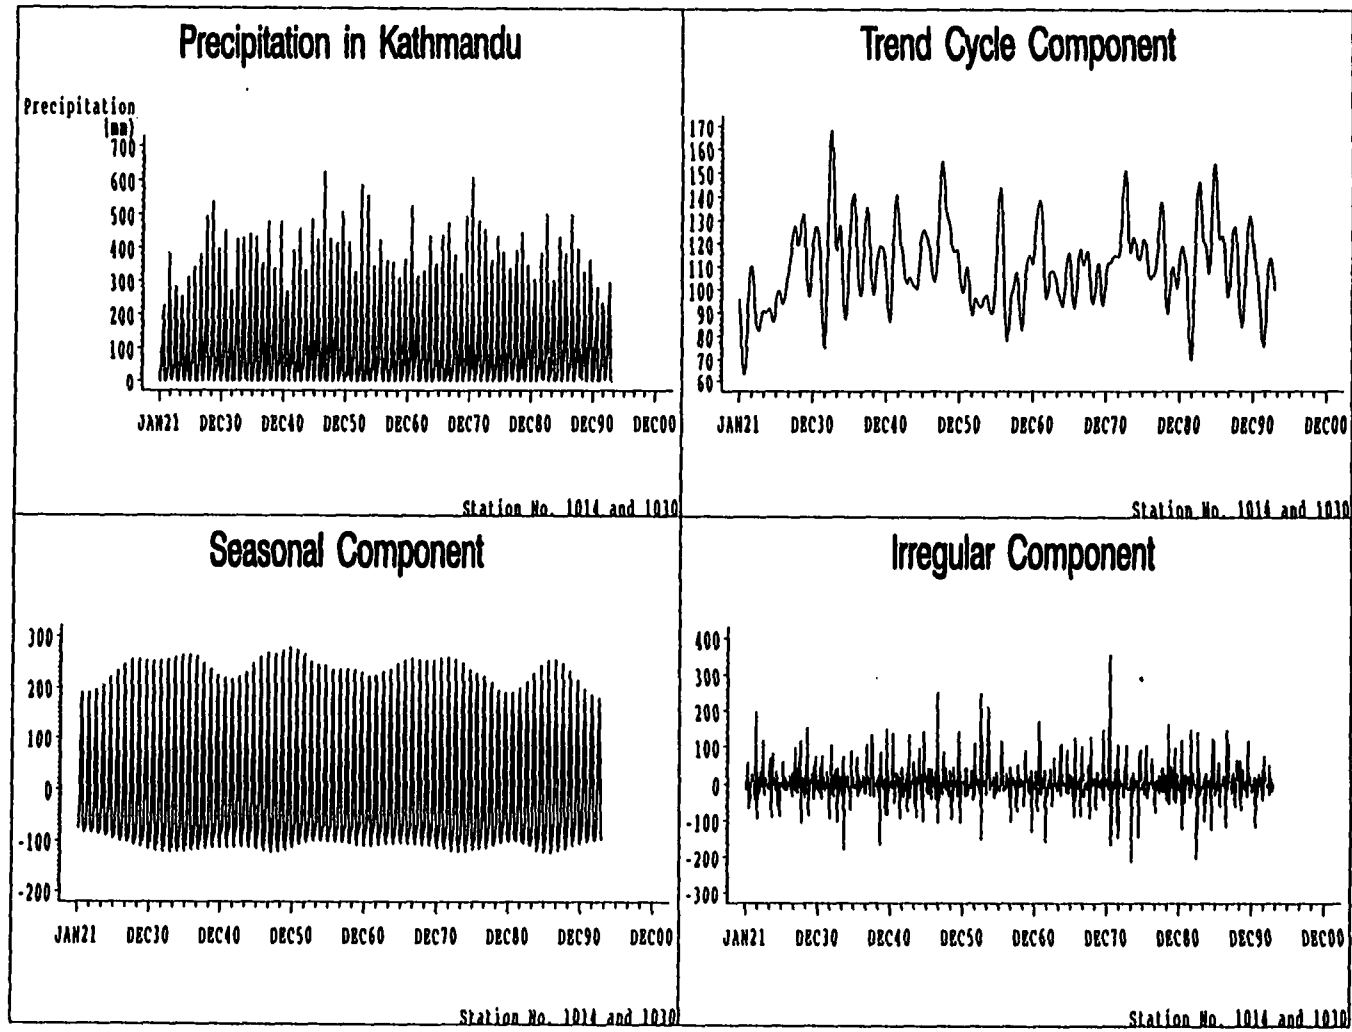 Precipitation in Kathmandu
Precipitation
(mm)
700
600
500
400
300
200
100
0
JAN21 DEC30 DEC40 DEC50 DEC60 DEC70 DEC80 DEC90 DEC00
Station No. 1014 and 1030
Trend Cycle Component
170
160
150
140
130
120
110
100
90
80
70
60
JAN21 DEC30 DEC40 DEC50 DEC60 DEC70 DEC80 DEC90 DEC00
Station No. 1014 and 1030
Seasonal Component
300
200
100
0
-100
-200
JAN21 DEC30 DEC40 DEC50 DEC60 DEC70 DEC80 DEC90 DEC00
Station No. 1014 and 1030
Irregular Component
400
300
200
100
0
-100
-200
-300
JAN21 DEC30 DEC40 DEC50 DEC60 DEC70 DEC80 DEC90 DEC00
Station No. 1014 and 1030